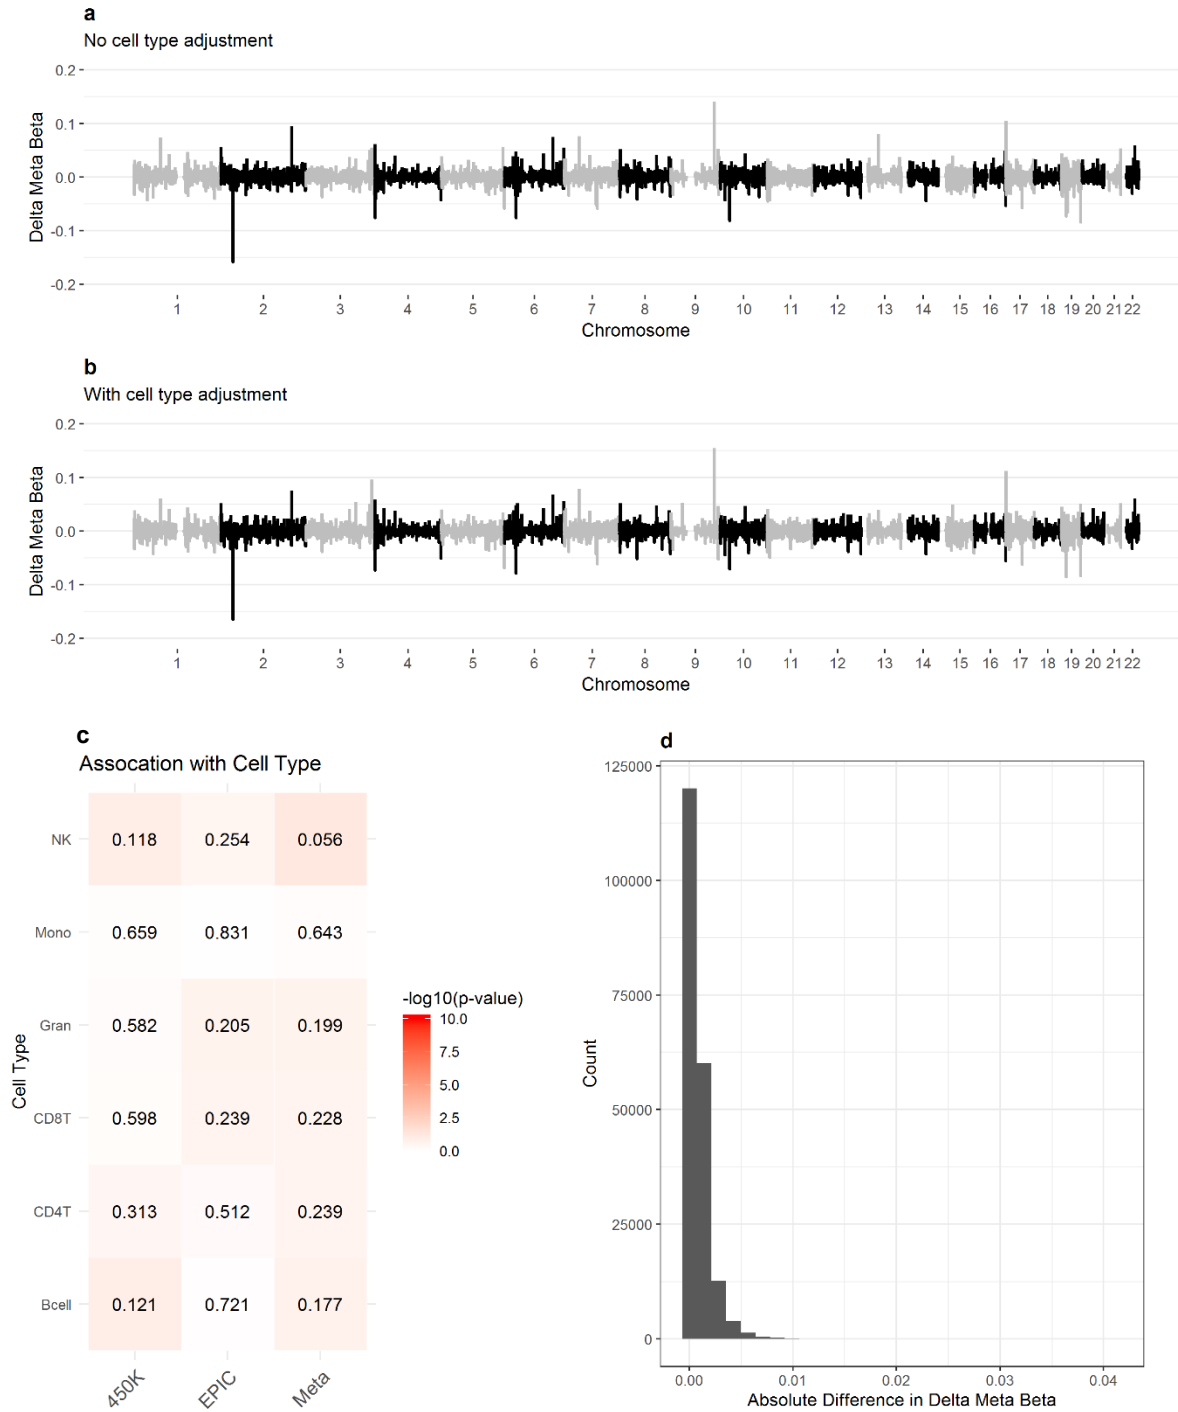 a
No cell type adjustment
Delta Meta Beta
0.2
0.1
0.0
-0.1
-0.2
1 2 3 4 5 6 7 8 9 10 11 12 13 14 15 16 17 18 19 20 21 22
Chromosome
b
With cell type adjustment
Delta Meta Beta
0.2
0.1
0.0
-0.1
-0.2
1 2 3 4 5 6 7 8 9 10 11 12 13 14 15 16 17 18 19 20 21 22
Chromosome
c
Assocation with Cell Type
Cell Type
NK 0.118 0.254 0.056
Mono 0.659 0.831 0.643
Gran 0.582 0.205 0.199
CD8T 0.598 0.239 0.228
CD4T 0.313 0.512 0.239
Bcell 0.121 0.721 0.177
450K EPIC Meta
-log10(p-value)
10.0
7.5
5.0
2.5
0.0
d
Count
125000
100000
75000
50000
25000
0
0.00 0.01 0.02 0.03 0.04
Absolute Difference in Delta Meta Beta